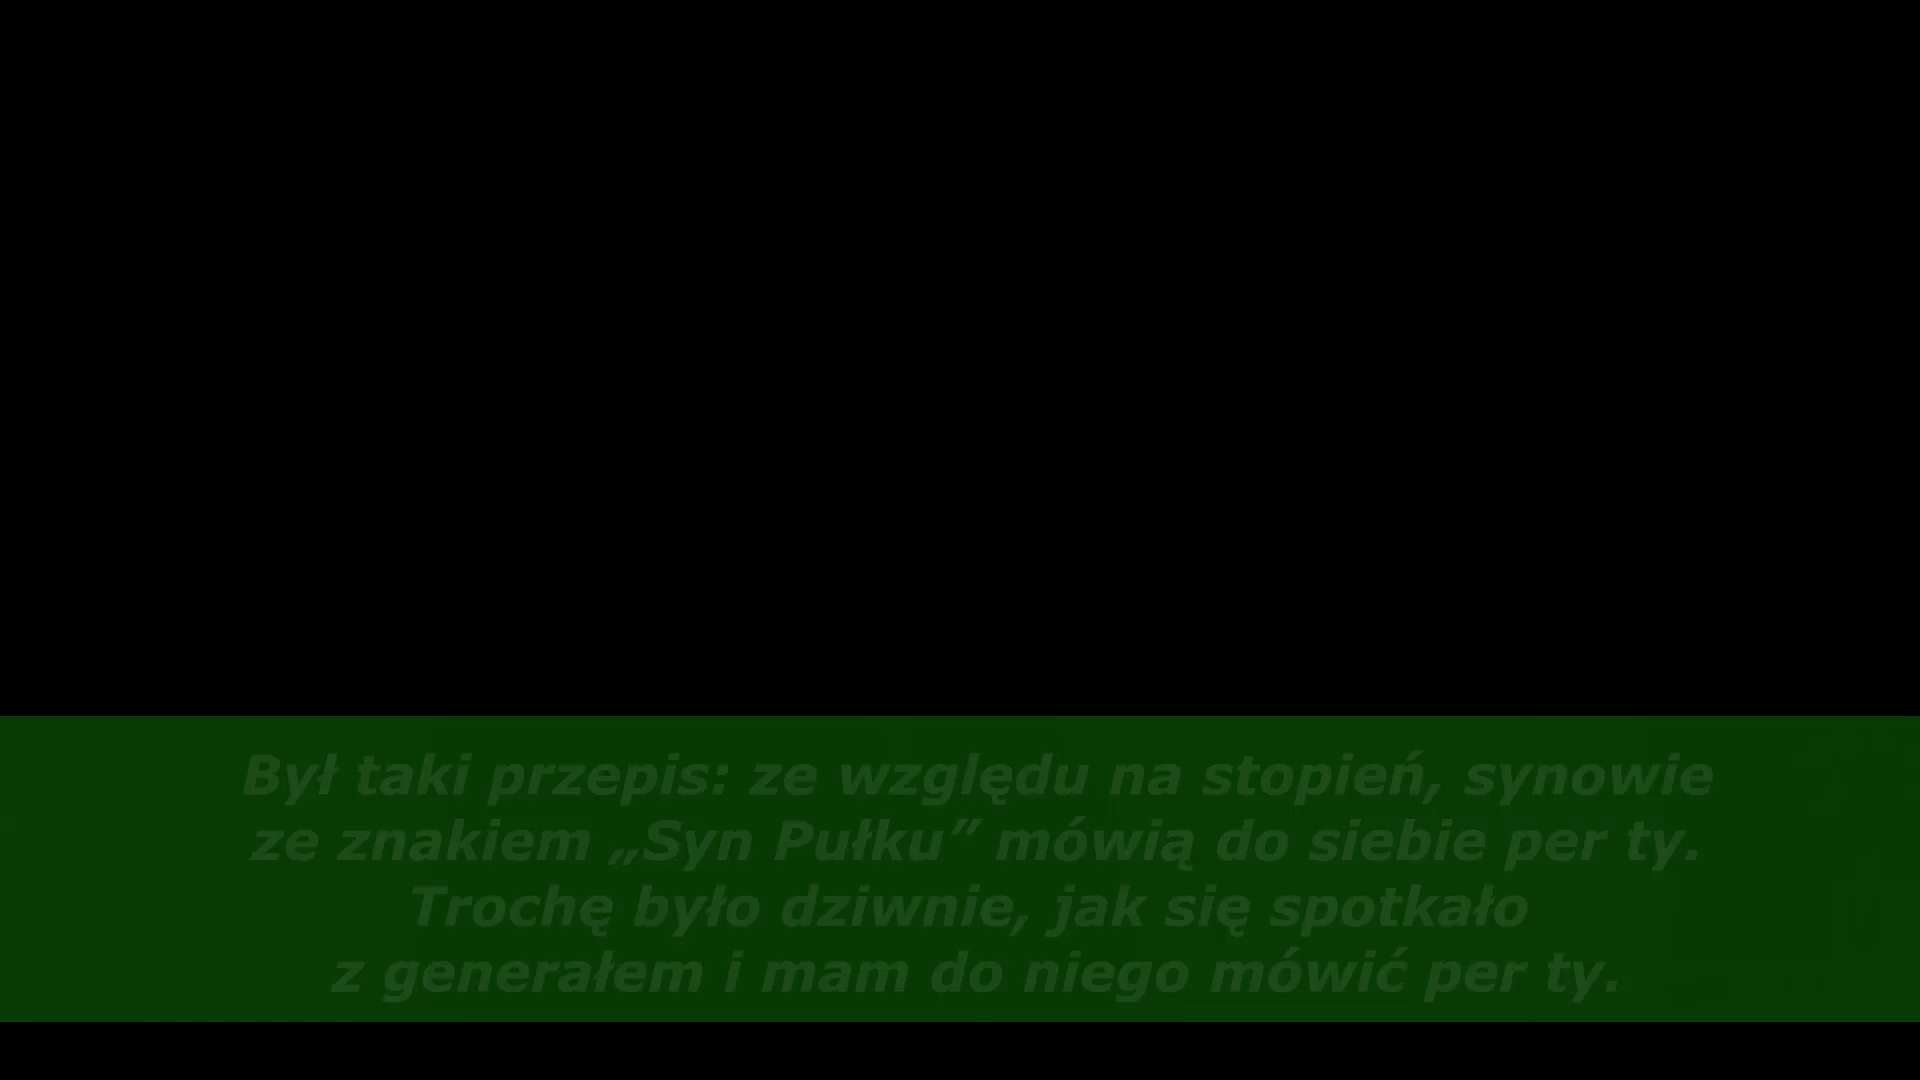 Był taki przepis: ze względu na stopień, synowie
ze znakiem „Syn Pułku” mówią do siebie per ty.
Trochę było dziwnie, jak się spotkało
z generałem i mam do niego mówić per ty.